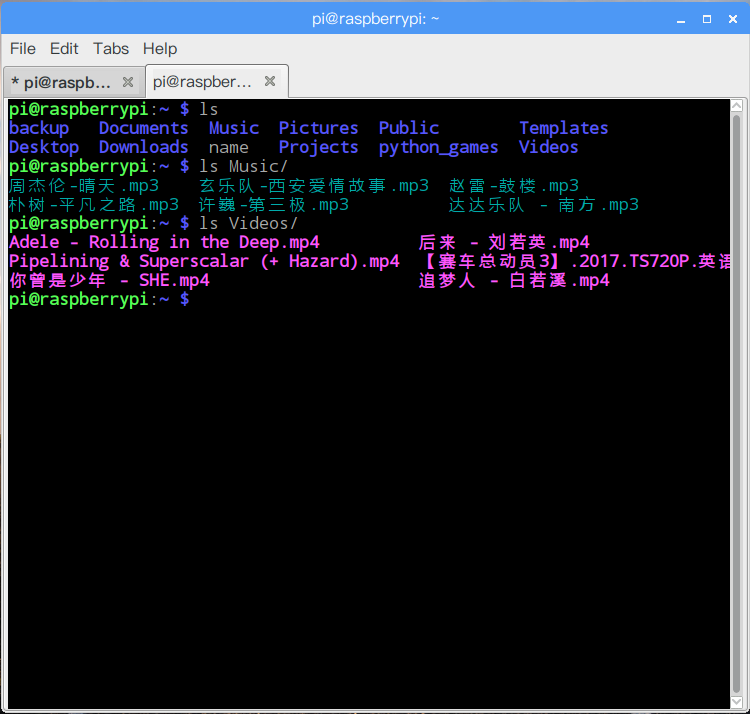 pi@raspberrypi: ~
File Edit Tabs Help
* pi@raspb... pi@raspber...
pi@raspberrypi:~ $ ls
backup Documents Music Pictures Public Templates
Desktop Downloads name Projects python_games Videos
pi@raspberrypi:~ $ ls Music/
周杰伦-晴天.mp3 玄乐队-西安爱情故事.mp3 赵雷-鼓楼.mp3
朴树-平凡之路.mp3 许巍-第三极.mp3 达达乐队 - 南方.mp3
pi@raspberrypi:~ $ ls Videos/
Adele - Rolling in the Deep.mp4 后来 - 刘若英.mp4
Pipelining & Superscalar (+ Hazard).mp4 【赛车总动员3】.2017.TS720P.英语
你曾是少年 - SHE.mp4 追梦人 - 白若溪.mp4
pi@raspberrypi:~ $